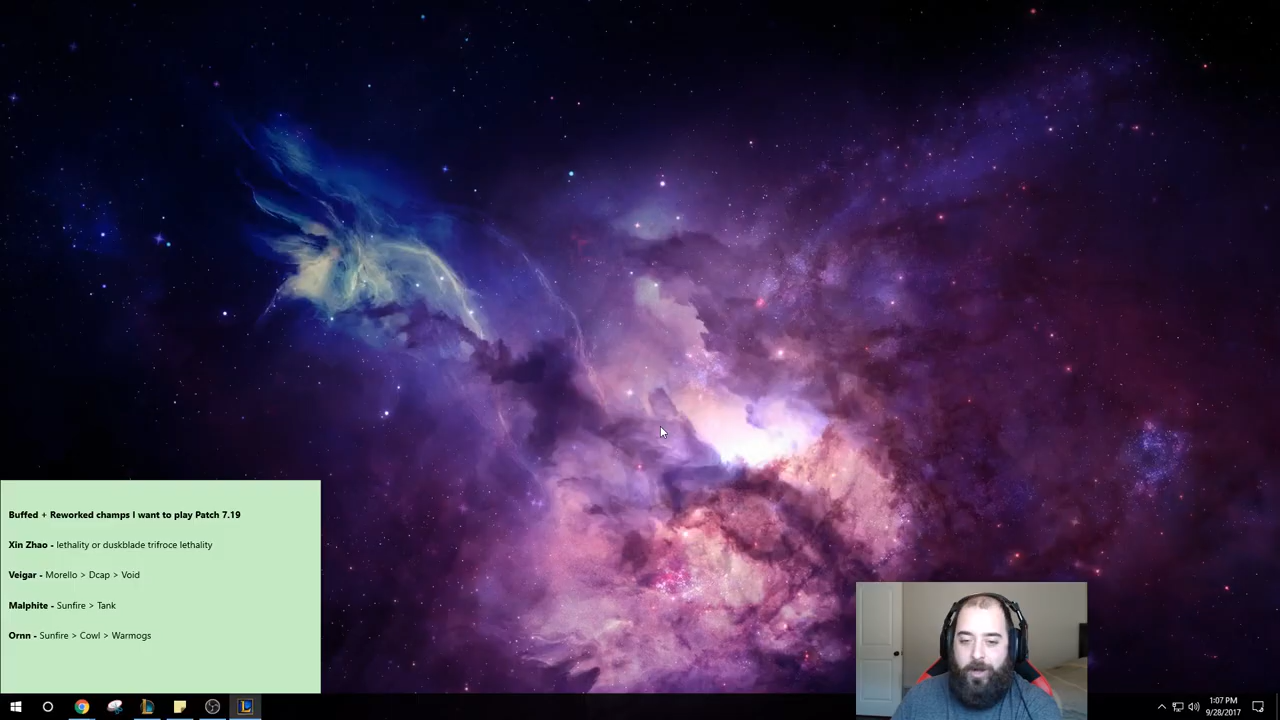 Buffed + Reworked champs I want to play Patch 7.19
Xin Zhao - lethality or duskblade trifroce lethality
Veigar - Morello > Dcap > Void
Malphite - Sunfire > Tank
Ornn - Sunfire > Cowl > Warmogs
1:07 PM
9/28/2017